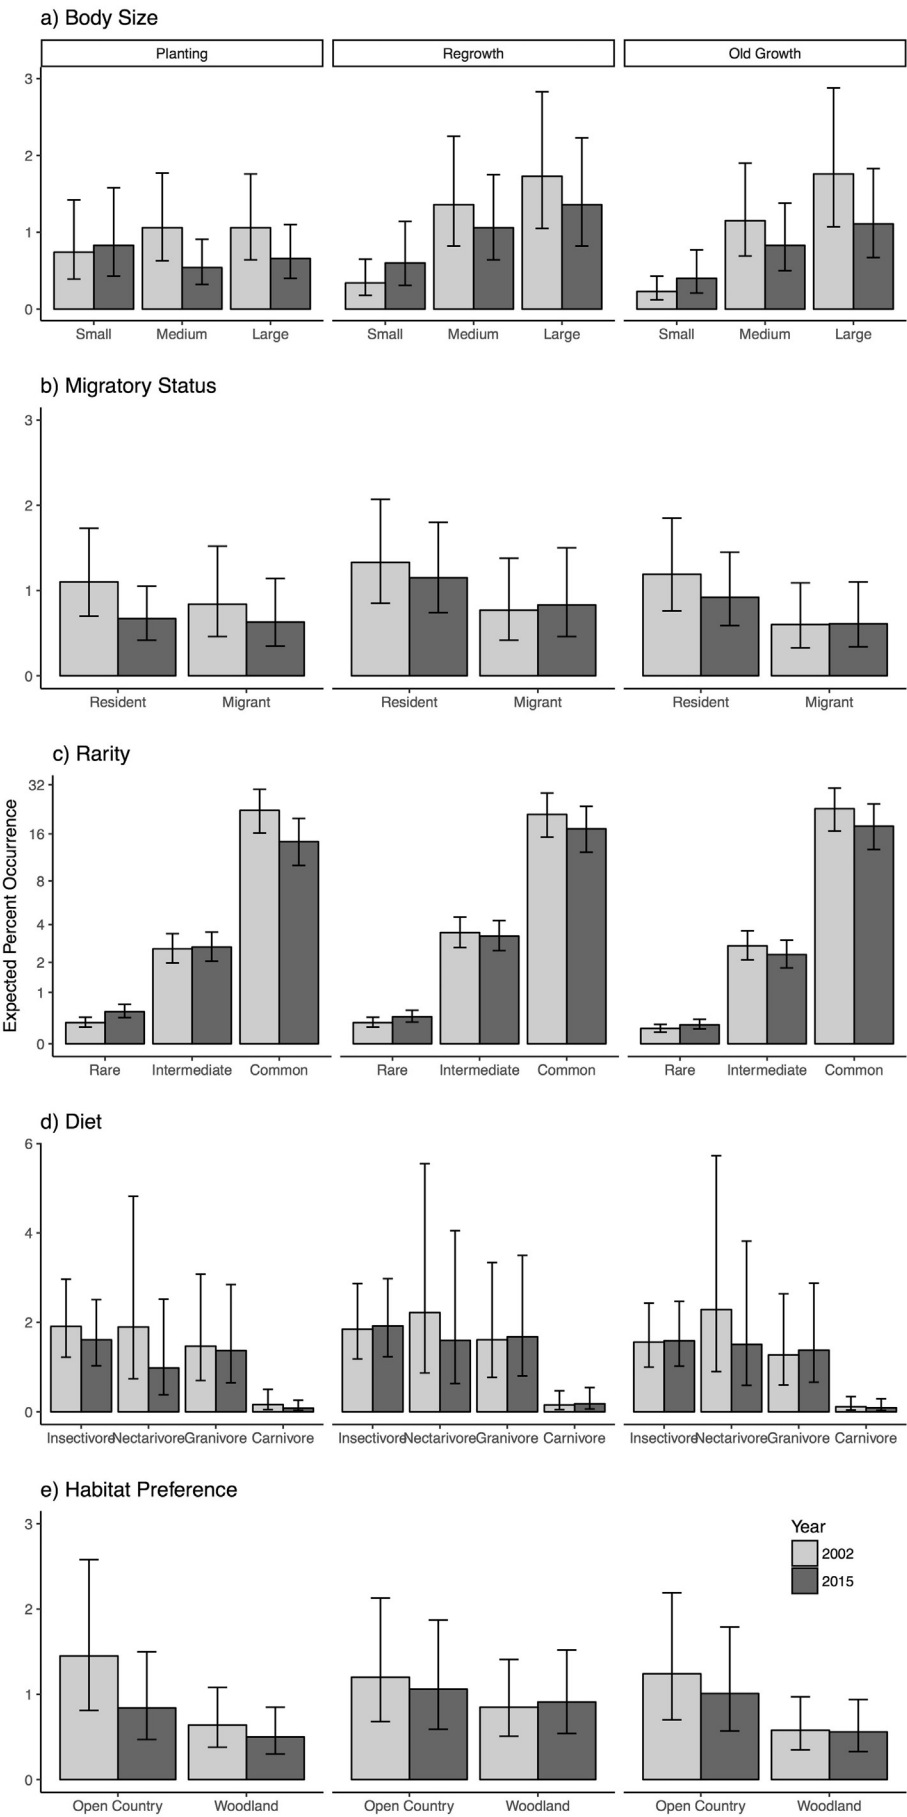 a) Body Size
Planting Regrowth Old Growth
3
2
1
0
Small Medium Large Small Medium Large Small Medium Large
b) Migratory Status
3
2
1
0
Resident Migrant Resident Migrant Resident Migrant
c) Rarity
Expected Percent Occurrence
32
16
8
4
2
1
0
Rare Intermediate Common Rare Intermediate Common Rare Intermediate Common
d) Diet
6
4
2
0
Insectivore Nectarivore Granivore Carnivore Insectivore Nectarivore Granivore Carnivore Insectivore Nectarivore Granivore Carnivore
e) Habitat Preference
Year
2002
2015
3
2
1
0
Open Country Woodland Open Country Woodland Open Country Woodland